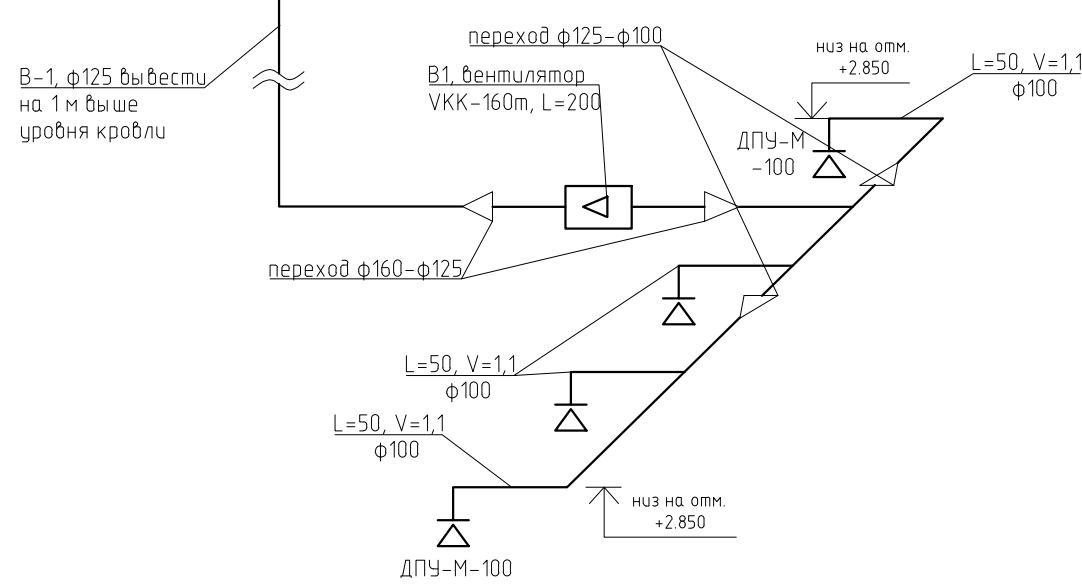 переход ф125-ф100
низ на отм.
+2.850
L=50, V=1,1
ф100
В-1, ф125 вывести
на 1 м выше
уровня кровли
В1, вентилятор
VKK-160m, L=200
ДПУ-М
-100
переход ф160-ф125
L=50, V=1,1
ф100
L=50, V=1,1
ф100
низ на отм.
+2.850
ДПУ-М-100